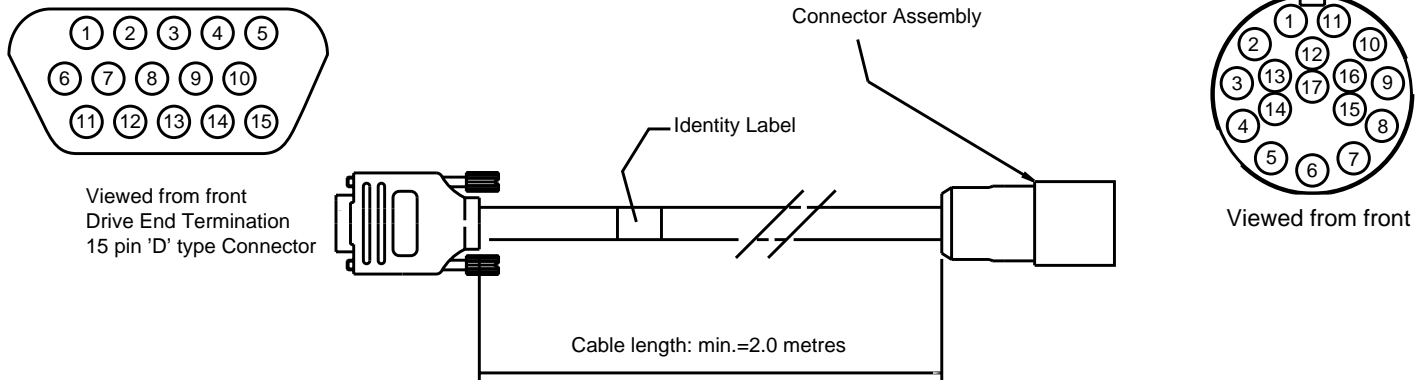 1 2 3 4 5
6 7 8 9 10
11 12 13 14 15
Viewed from front
Drive End Termination
15 pin 'D' type Connector
Identity Label
Connector Assembly
Cable length: min.=2.0 metres
1 11
2 12 10
3 13 17 16 9
4 14 15 8
5 6 7
Viewed from front